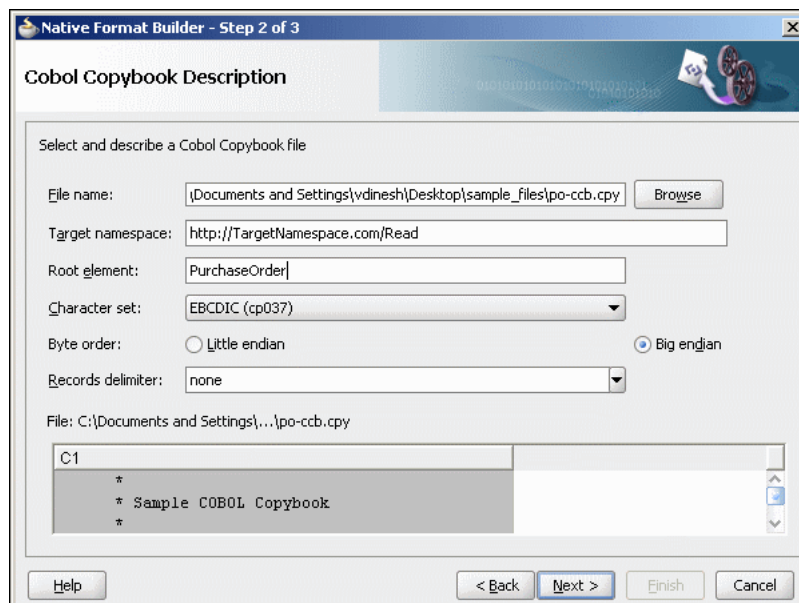 Native Format Builder - Step 2 of 3
Cobol Copybook Description
Select and describe a Cobol Copybook file
File name: \Documents and Settings\vdinesh\Desktop\sample_files\po-ccb.cpy Browse
Target namespace: http://TargetNamespace.com/Read
Root element: PurchaseOrder
Character set: EBCDIC (cp037)
Byte order: Little endian Big endian
Records delimiter: none
File: C:\Documents and Settings\...\po-ccb.cpy
C1
*
* Sample COBOL Copybook
*
Help < Back Next > Finish Cancel